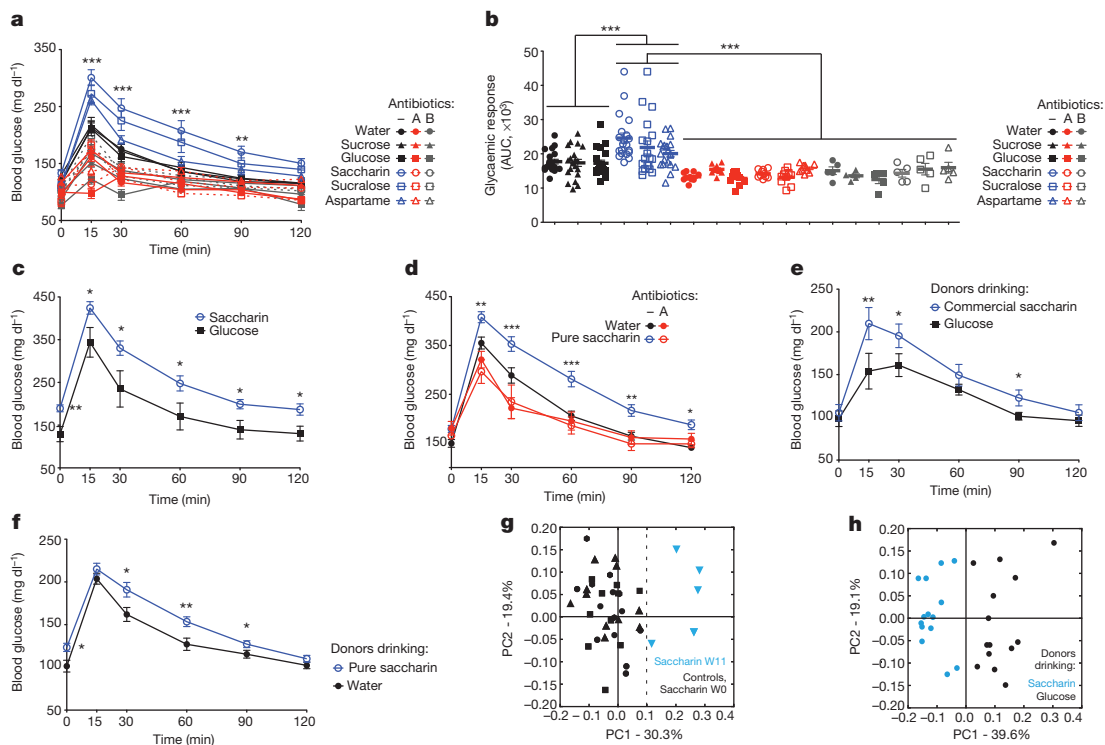 a
Blood glucose (mg dl⁻¹)
350
250
150
50
***
***
***
**
0 15 30 60 90 120
Time (min)
Antibiotics:
– A B
Water
Sucrose
Glucose
Saccharin
Sucralose
Aspartame
b
Glycaemic response
(AUC, ×10³)
50
40
30
20
10
0
***
***
Antibiotics:
– A B
Water
Sucrose
Glucose
Saccharin
Sucralose
Aspartame
c
Blood glucose (mg dl⁻¹)
450
350
250
150
50
*
*
*
*
*
**
Saccharin
Glucose
0 15 30 60 90 120
Time (min)
d
Blood glucose (mg dl⁻¹)
450
350
250
150
50
**
***
***
**
*
Antibiotics:
– A
Water
Pure saccharin
0 15 30 60 90 120
Time (min)
e
Blood glucose (mg dl⁻¹)
250
200
150
100
50
**
*
*
Donors drinking:
Commercial saccharin
Glucose
0 15 30 60 90 120
Time (min)
f
Blood glucose (mg dl⁻¹)
250
200
150
100
50
*
**
*
*
Donors drinking:
Pure saccharin
Water
0 15 30 60 90 120
Time (min)
g
PC2 - 19.4%
0.20
0.15
0.10
0.05
0.00
−0.05
−0.10
−0.15
−0.20
Saccharin W11
Controls,
Saccharin W0
−0.2 −0.1 0.0 0.1 0.2 0.3 0.4
PC1 - 30.3%
h
PC2 - 19.1%
0.20
0.15
0.10
0.05
0.00
−0.05
−0.10
−0.15
−0.20
Donors
drinking:
Saccharin
Glucose
−0.2 −0.1 0.0 0.1 0.2 0.3 0.4
PC1 - 39.6%